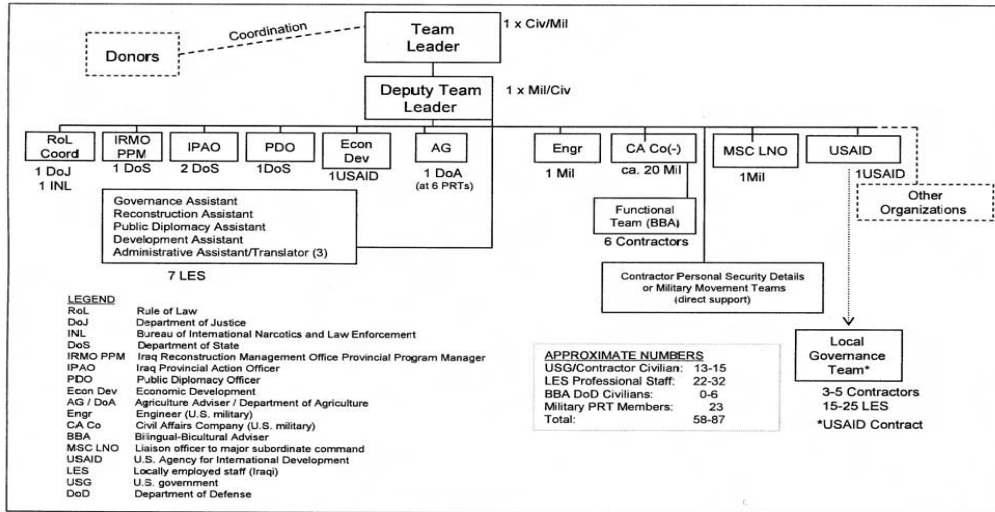 Donors
Coordination
Team
Leader
1 x Civ/Mil
Deputy Team
Leader
1 x Mil/Civ
RoL
Coord
1 DoJ
1 INL
IRMO
PPM
1 DoS
IPAO
2 DoS
PDO
1DoS
Econ
Dev
1USAID
AG
1 DoA
(at 6 PRTs)
Engr
1 Mil
CA Co(-)
ca. 20 Mil
MSC LNO
1Mil
USAID
1USAID
Other
Organizations
Governance Assistant
Reconstruction Assistant
Public Diplomacy Assistant
Development Assistant
Administrative Assistant/Translator (3)
7 LES
Functional
Team (BBA)
6 Contractors
Contractor Personal Security Details
or Military Movement Teams
(direct support)
Local
Governance
Team*
3-5 Contractors
15-25 LES
*USAID Contract
LEGEND
RoL Rule of Law
DoJ Department of Justice
INL Bureau of International Narcotics and Law Enforcement
DoS Department of State
IRMO PPM Iraq Reconstruction Management Office Provincial Program Manager
IPAO Iraq Provincial Action Officer
PDO Public Diplomacy Officer
Econ Dev Economic Development
AG / DoA Agriculture Adviser / Department of Agriculture
Engr Engineer (U.S. military)
CA Co Civil Affairs Company (U.S. military)
BBA Bilingual-Bicultural Adviser
MSC LNO Liaison officer to major subordinate command
USAID U.S. Agency for International Development
LES Locally employed staff (Iraqi)
USG U.S. government
DoD Department of Defense
APPROXIMATE NUMBERS
USG/Contractor Civilian: 13-15
LES Professional Staff: 22-32
BBA DoD Civilians: 0-6
Military PRT Members: 23
Total: 58-87